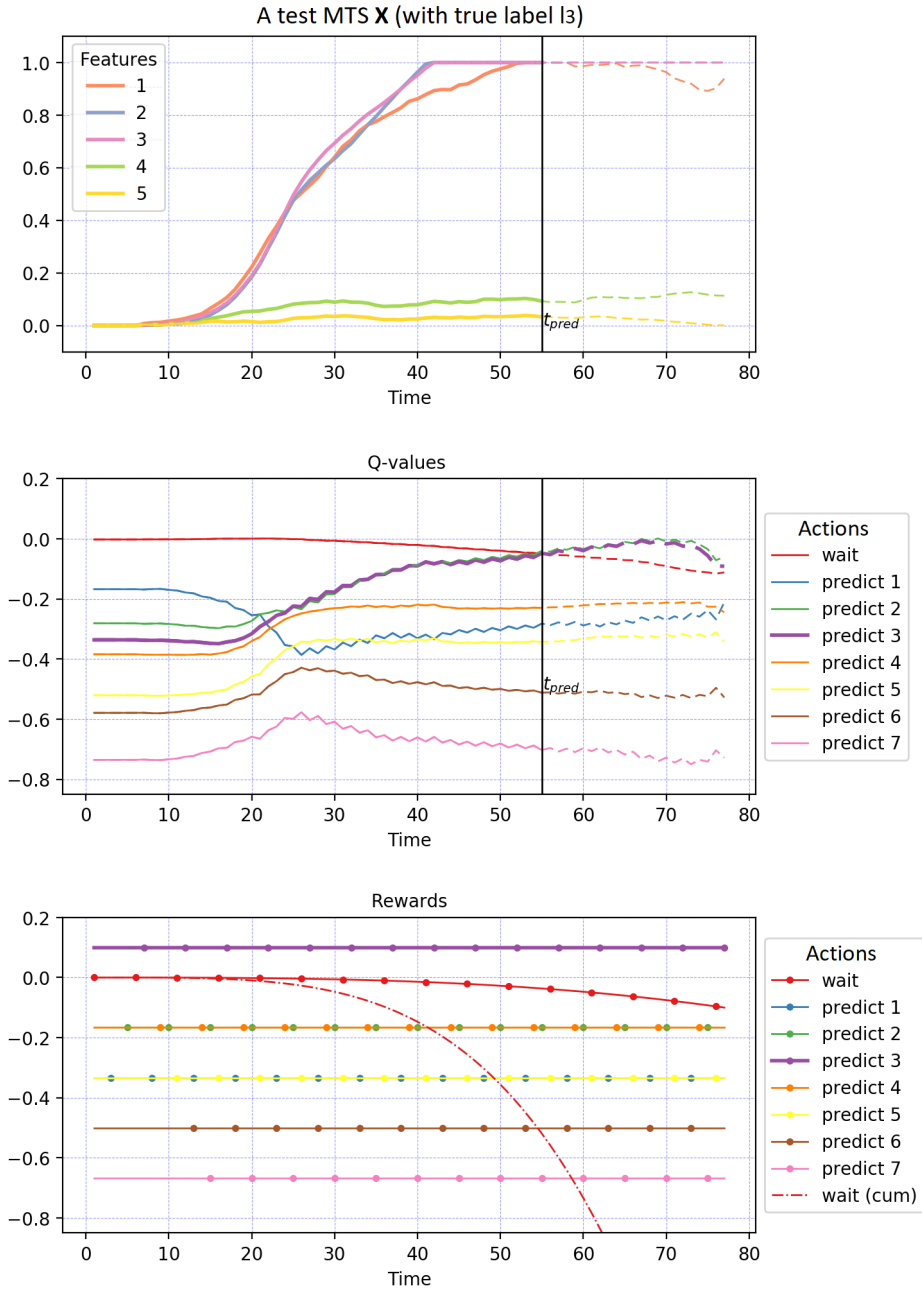 A test MTS X (with true label l3)
1.0
0.8
0.6
0.4
0.2
0.0
Features
1
2
3
4
5
t_pred
0 10 20 30 40 50 60 70 80
Time
Q-values
0.2
0.0
−0.2
−0.4
−0.6
−0.8
t_pred
0 10 20 30 40 50 60 70 80
Time
Actions
wait
predict 1
predict 2
predict 3
predict 4
predict 5
predict 6
predict 7
Rewards
0.2
0.0
−0.2
−0.4
−0.6
−0.8
0 10 20 30 40 50 60 70 80
Time
Actions
wait
predict 1
predict 2
predict 3
predict 4
predict 5
predict 6
predict 7
wait (cum)